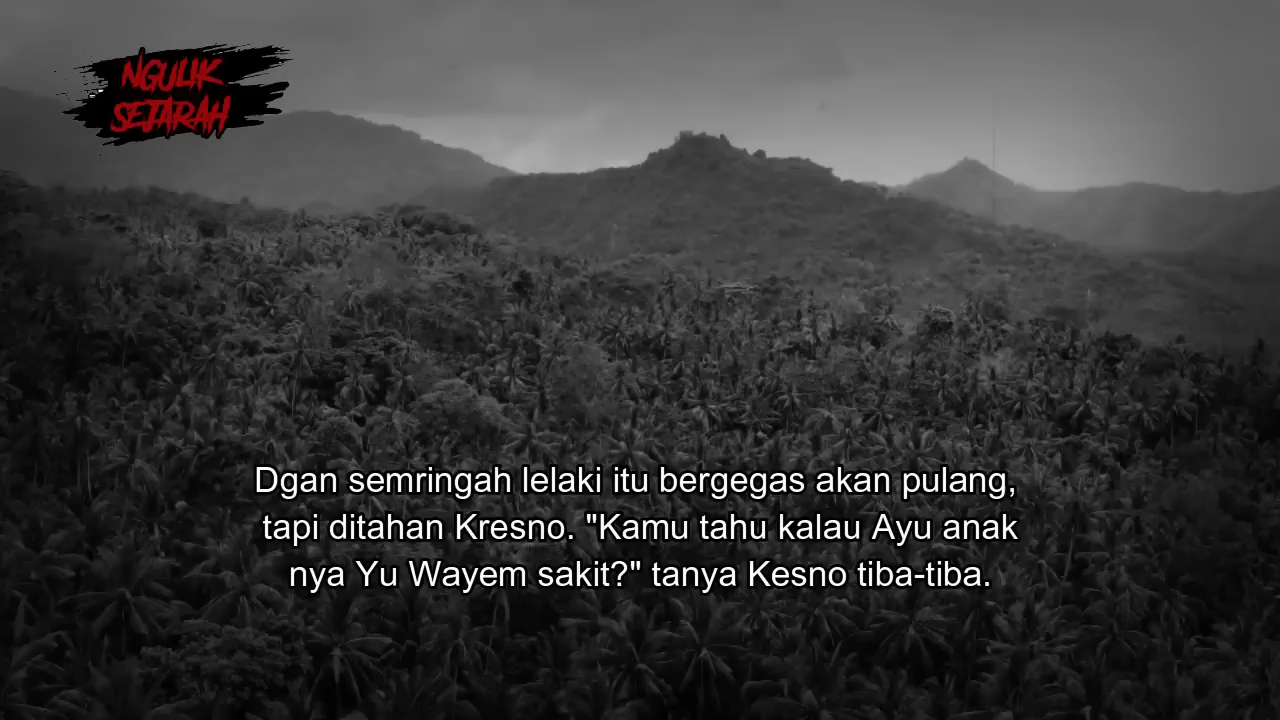 NGULIK
SEJARAH
Dgan semringah lelaki itu bergegas akan pulang,
tapi ditahan Kresno. "Kamu tahu kalau Ayu anak
nya Yu Wayem sakit?" tanya Kesno tiba-tiba.